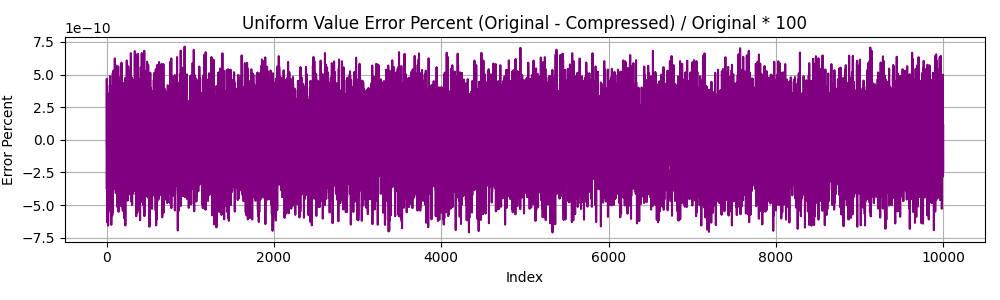 Uniform Value Error Percent (Original - Compressed) / Original * 100
1e−10
7.5
5.0
2.5
0.0
−2.5
−5.0
−7.5
Error Percent
0 2000 4000 6000 8000 10000
Index